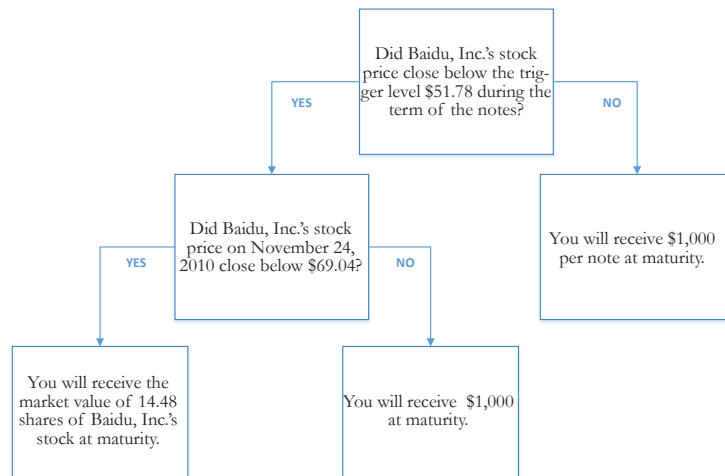 Did Baidu, Inc.'s stock
price close below the trig-
ger level $51.78 during the
term of the notes?
YES
NO
Did Baidu, Inc.'s stock
price on November 24,
2010 close below $69.04?
You will receive $1,000
per note at maturity.
YES
NO
You will receive the
market value of 14.48
shares of Baidu, Inc.'s
stock at maturity.
You will receive $1,000
at maturity.